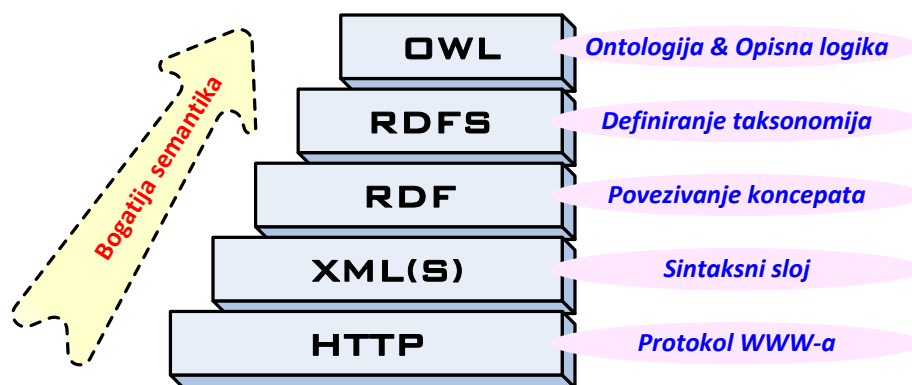 OWL
Ontologija & Opisna logika
RDFS
Definiranje taksonomija
Bogatija semantika
RDF
Povezivanje koncepata
XML(S)
Sintaksni sloj
HTTP
Protokol WWW-a